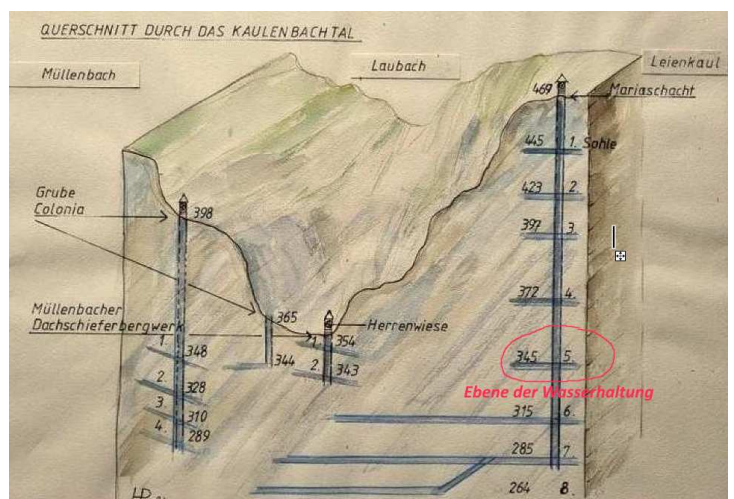 QUERSCHNITT DURCH DAS KAULENBACHTAL
Müllenbach
Laubach
Leienkaul
469
Mariaschacht
445 1. Sohle
423 2.
397 3.
372 4.
345 5.
Ebene der Wasserhaltung
315 6.
285 7.
264 8.
Grube
Colonia
398
Müllenbacher
Dachschieferbergwerk
365
344
Herrenwiese
1. 354
2. 343
1. 348
2. 328
3. 310
4. 289